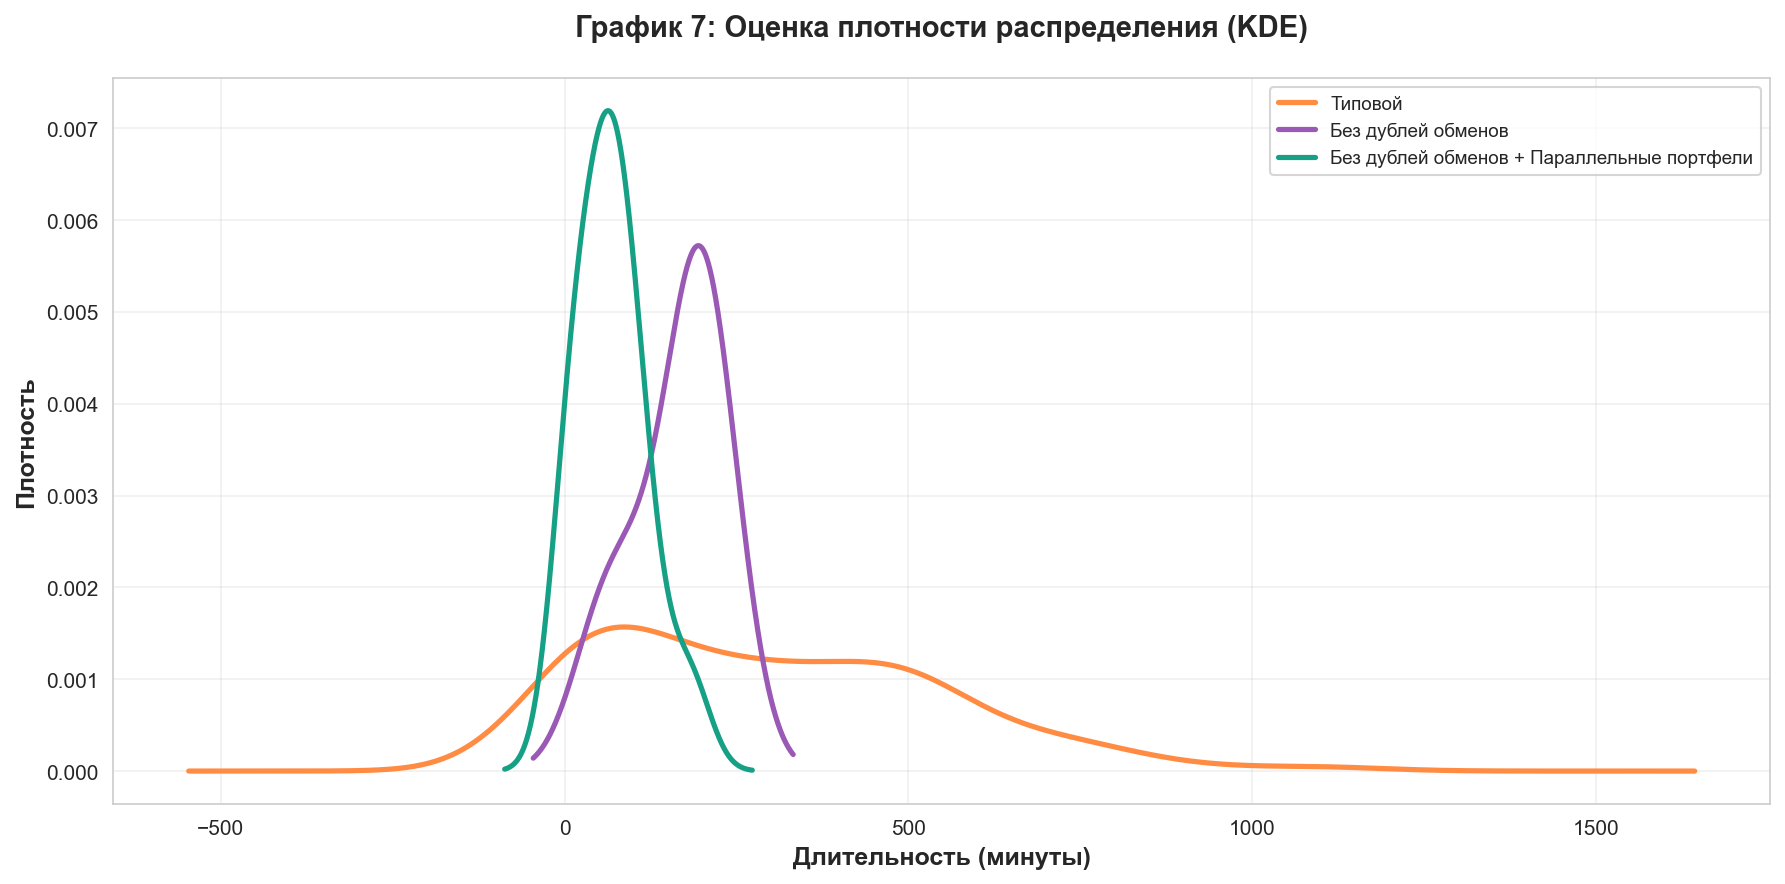 График 7: Оценка плотности распределения (KDE)
Типовой
Без дублей обменов
Без дублей обменов + Параллельные портфели
0.007
0.006
0.005
0.004
0.003
0.002
0.001
0.000
Плотность
−500
0
500
1000
1500
Длительность (минуты)